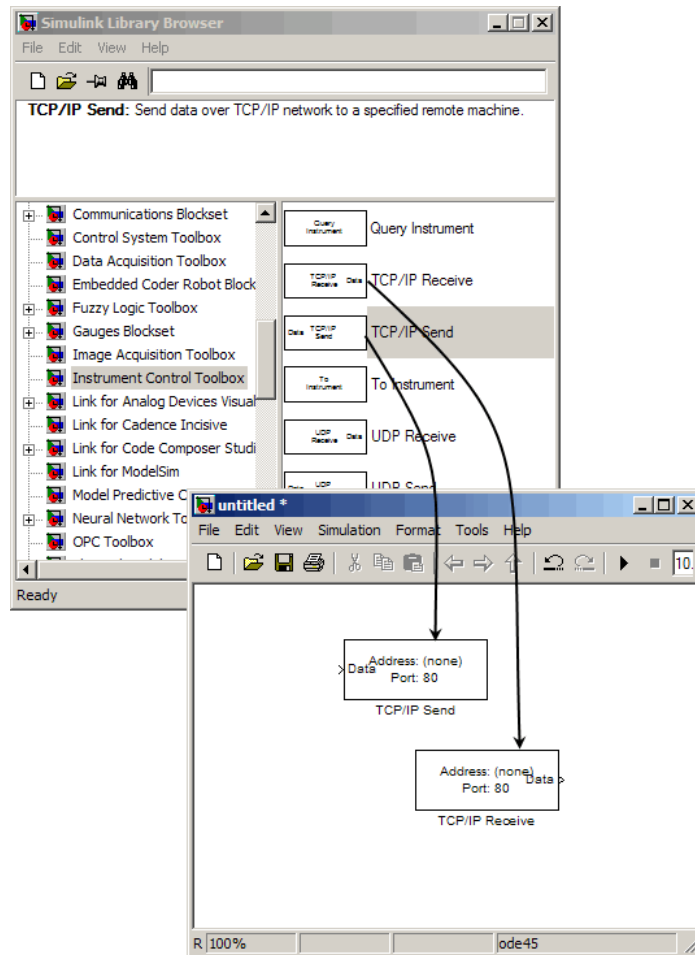 Simulink Library Browser
File Edit View Help
TCP/IP Send: Send data over TCP/IP network to a specified remote machine.
Communications Blockset
Control System Toolbox
Data Acquisition Toolbox
Embedded Coder Robot Block
Fuzzy Logic Toolbox
Gauges Blockset
Image Acquisition Toolbox
Instrument Control Toolbox
Link for Analog Devices Visual
Link for Cadence Incisive
Link for Code Composer Studi
Link for ModelSim
Model Predictive C
Neural Network To
OPC Toolbox
Ready
Query
Instrument
Query Instrument
TCP/IP
Receive
Data
TCP/IP Receive
Data
TCP/IP
Send
TCP/IP Send
To
Instrument
To Instrument
UDP
Receive
Data
UDP Receive
UDP
UDP Send
untitled *
File Edit View Simulation Format Tools Help
10.
Data
Address: (none)
Port: 80
TCP/IP Send
Address: (none)
Port: 80
Data
TCP/IP Receive
R 100% ode45